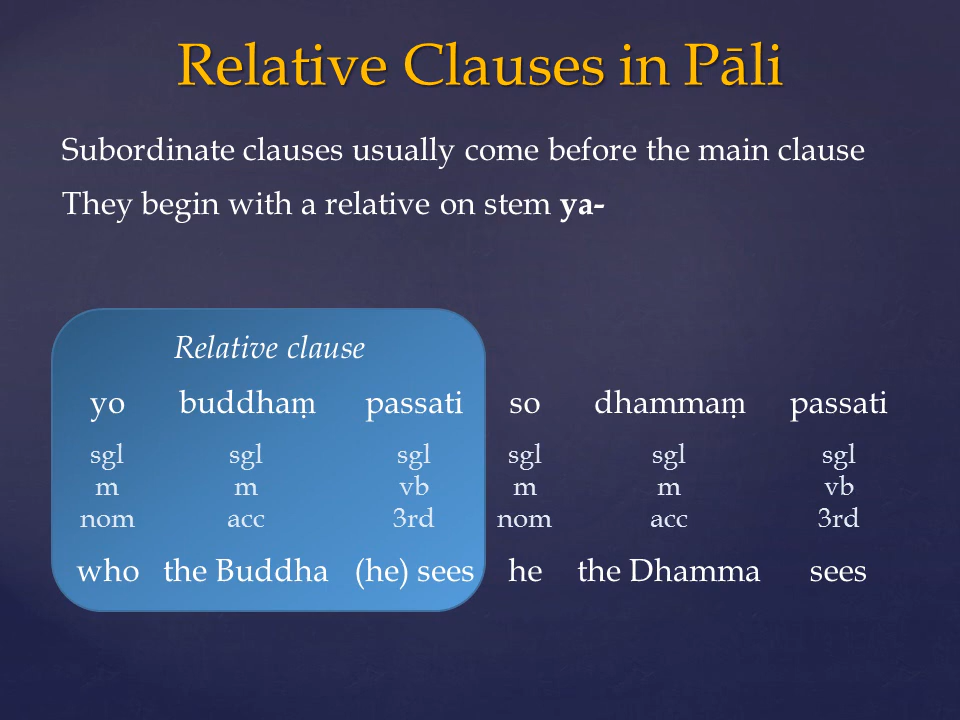 Relative Clauses in Pāli
Subordinate clauses usually come before the main clause
They begin with a relative on stem ya-
Relative clause
yo buddhaṃ passati so dhammaṃ passati
sgl sgl sgl sgl sgl sgl
m m vb m m vb
nom acc 3rd nom acc 3rd
who the Buddha (he) sees he the Dhamma sees